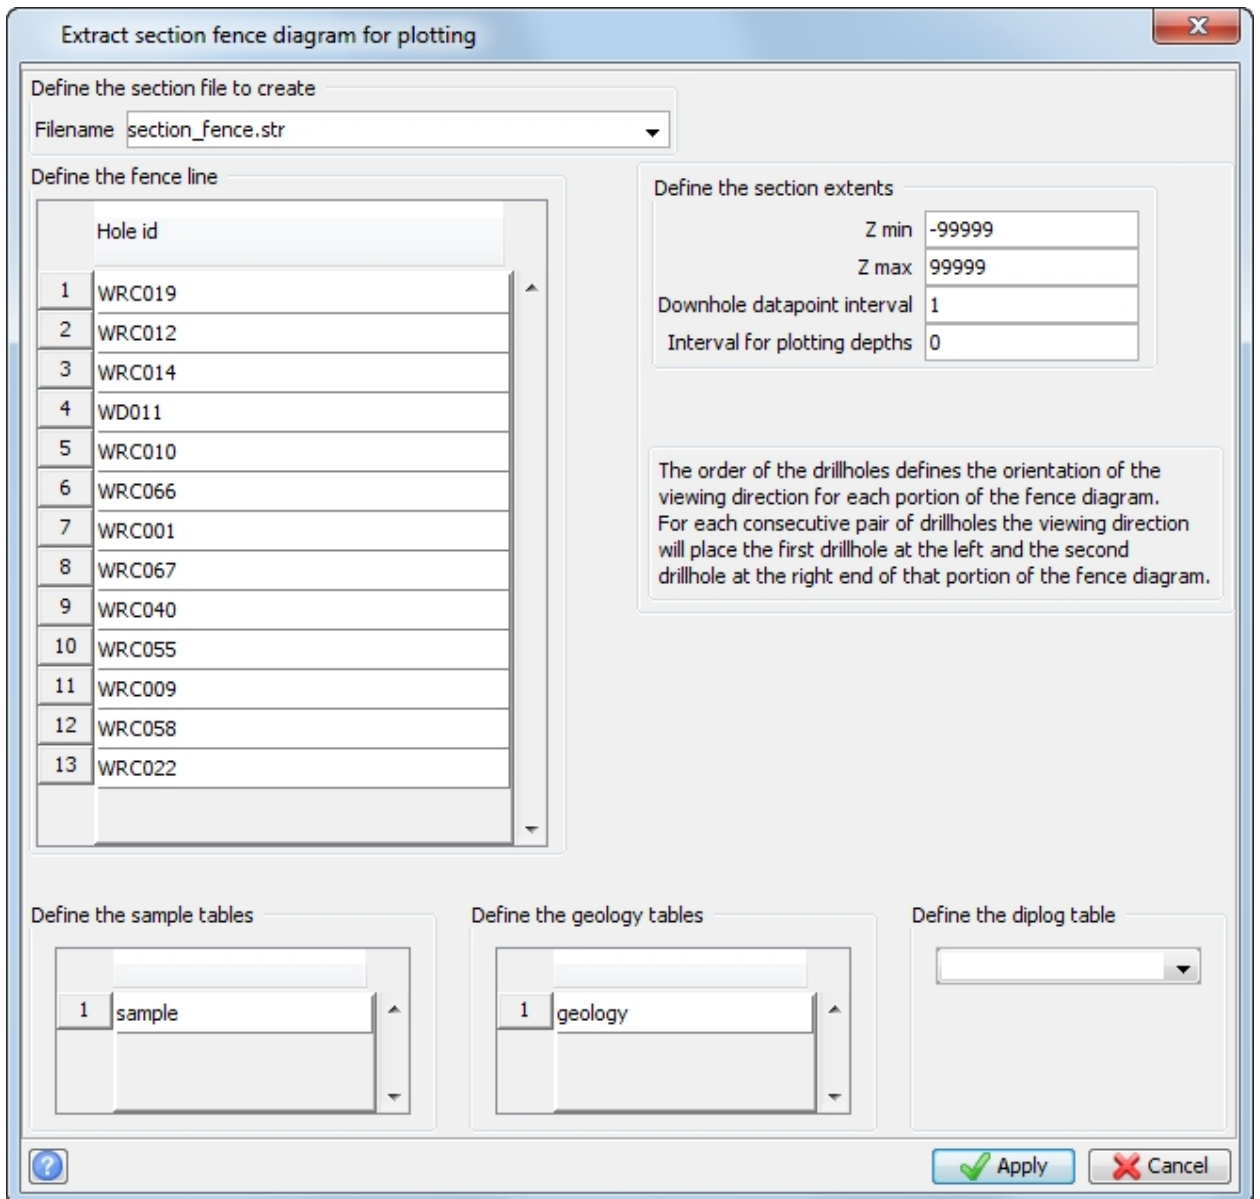 Extract section fence diagram for plotting
Define the section file to create
Filename section_fence.str
Define the fence line
Hole id
1 WRC019
2 WRC012
3 WRC014
4 WD011
5 WRC010
6 WRC066
7 WRC001
8 WRC067
9 WRC040
10 WRC055
11 WRC009
12 WRC058
13 WRC022
Define the section extents
Z min -99999
Z max 99999
Downhole datapoint interval 1
Interval for plotting depths 0
The order of the drillholes defines the orientation of the
viewing direction for each portion of the fence diagram.
For each consecutive pair of drillholes the viewing direction
will place the first drillhole at the left and the second
drillhole at the right end of that portion of the fence diagram.
Define the sample tables
1 sample
Define the geology tables
1 geology
Define the diplog table
? Apply Cancel